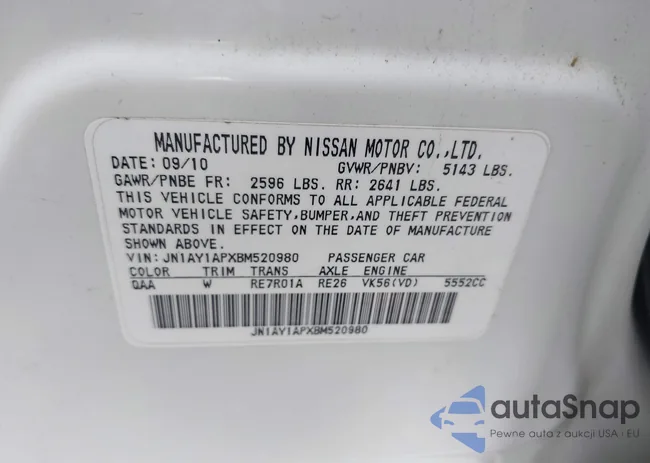 MANUFACTURED BY NISSAN MOTOR CO.,LTD.
DATE: 09/10 GVWR/PNBV: 5143 LBS.
GAWR/PNBE FR: 2596 LBS. RR: 2641 LBS.
THIS VEHICLE CONFORMS TO ALL APPLICABLE FEDERAL
MOTOR VEHICLE SAFETY,BUMPER,AND THEFT PREVENTION
STANDARDS IN EFFECT ON THE DATE OF MANUFACTURE
SHOWN ABOVE.
VIN: JN1AY1APXBM520980 PASSENGER CAR
COLOR TRIM TRANS AXLE ENGINE
QAA W RE7R01A RE26 VK56(VD) 5552CC
JN1AY1APXBM520980
autaSnap
Pewne auta z aukcji USA i EU